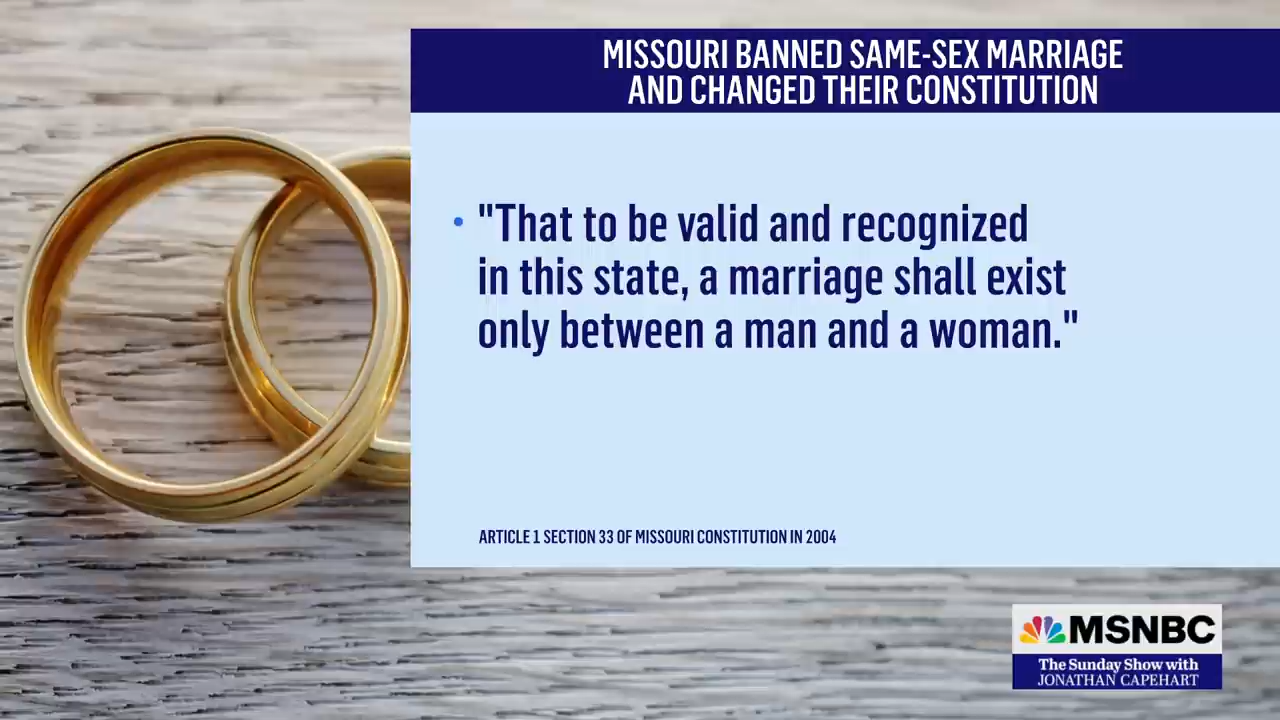 MISSOURI BANNED SAME-SEX MARRIAGE
AND CHANGED THEIR CONSTITUTION
• "That to be valid and recognized
in this state, a marriage shall exist
only between a man and a woman."
ARTICLE 1 SECTION 33 OF MISSOURI CONSTITUTION IN 2004
MSNBC
The Sunday Show with
JONATHAN CAPEHART